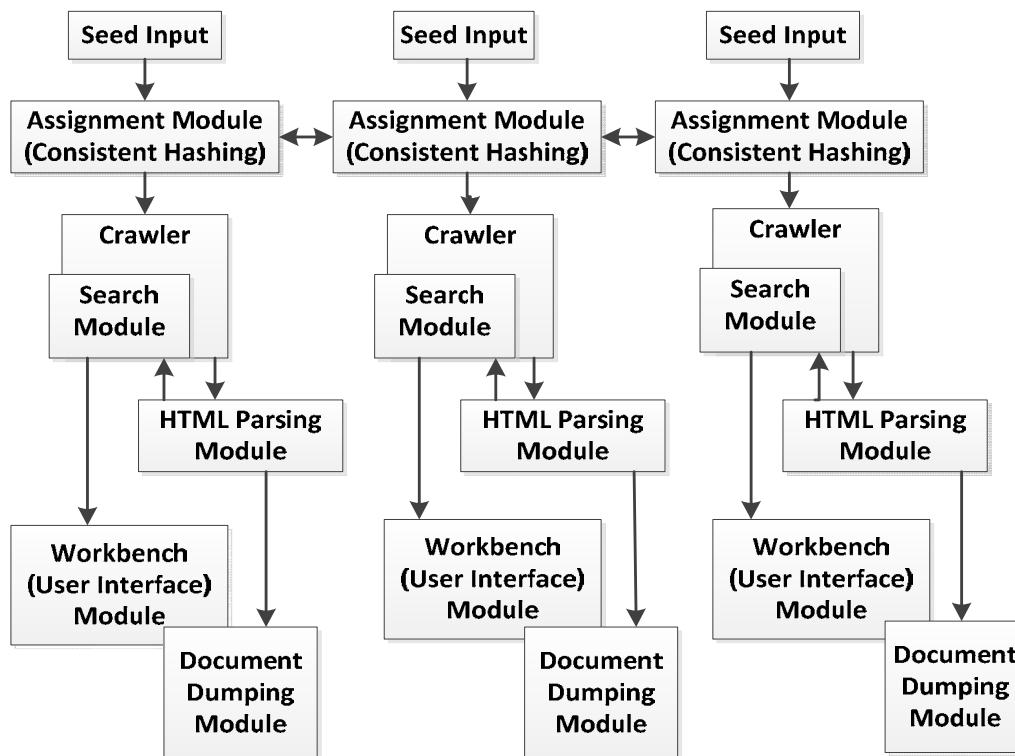 Seed Input
Seed Input
Seed Input
Assignment Module
(Consistent Hashing)
Assignment Module
(Consistent Hashing)
Assignment Module
(Consistent Hashing)
Crawler
Search
Module
Crawler
Search
Module
Crawler
Search
Module
HTML Parsing
Module
HTML Parsing
Module
HTML Parsing
Module
Workbench
(User Interface)
Module
Workbench
(User Interface)
Module
Workbench
(User Interface)
Module
Document
Dumping
Module
Document
Dumping
Module
Document
Dumping
Module